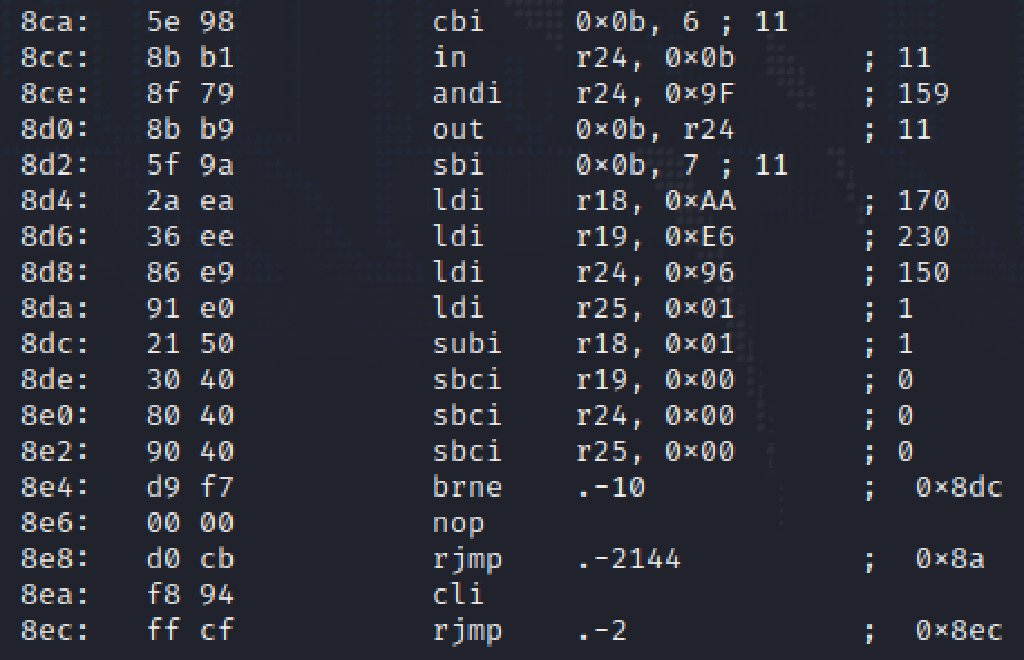 8ca: 5e 98 cbi 0×0b, 6 ; 11
8cc: 8b b1 in r24, 0×0b ; 11
8ce: 8f 79 andi r24, 0×9F ; 159
8d0: 8b b9 out 0×0b, r24 ; 11
8d2: 5f 9a sbi 0×0b, 7 ; 11
8d4: 2a ea ldi r18, 0×AA ; 170
8d6: 36 ee ldi r19, 0×E6 ; 230
8d8: 86 e9 ldi r24, 0×96 ; 150
8da: 91 e0 ldi r25, 0×01 ; 1
8dc: 21 50 subi r18, 0×01 ; 1
8de: 30 40 sbci r19, 0×00 ; 0
8e0: 80 40 sbci r24, 0×00 ; 0
8e2: 90 40 sbci r25, 0×00 ; 0
8e4: d9 f7 brne .-10 ; 0×8dc
8e6: 00 00 nop
8e8: d0 cb rjmp .-2144 ; 0×8a
8ea: f8 94 cli
8ec: ff cf rjmp .-2 ; 0×8ec